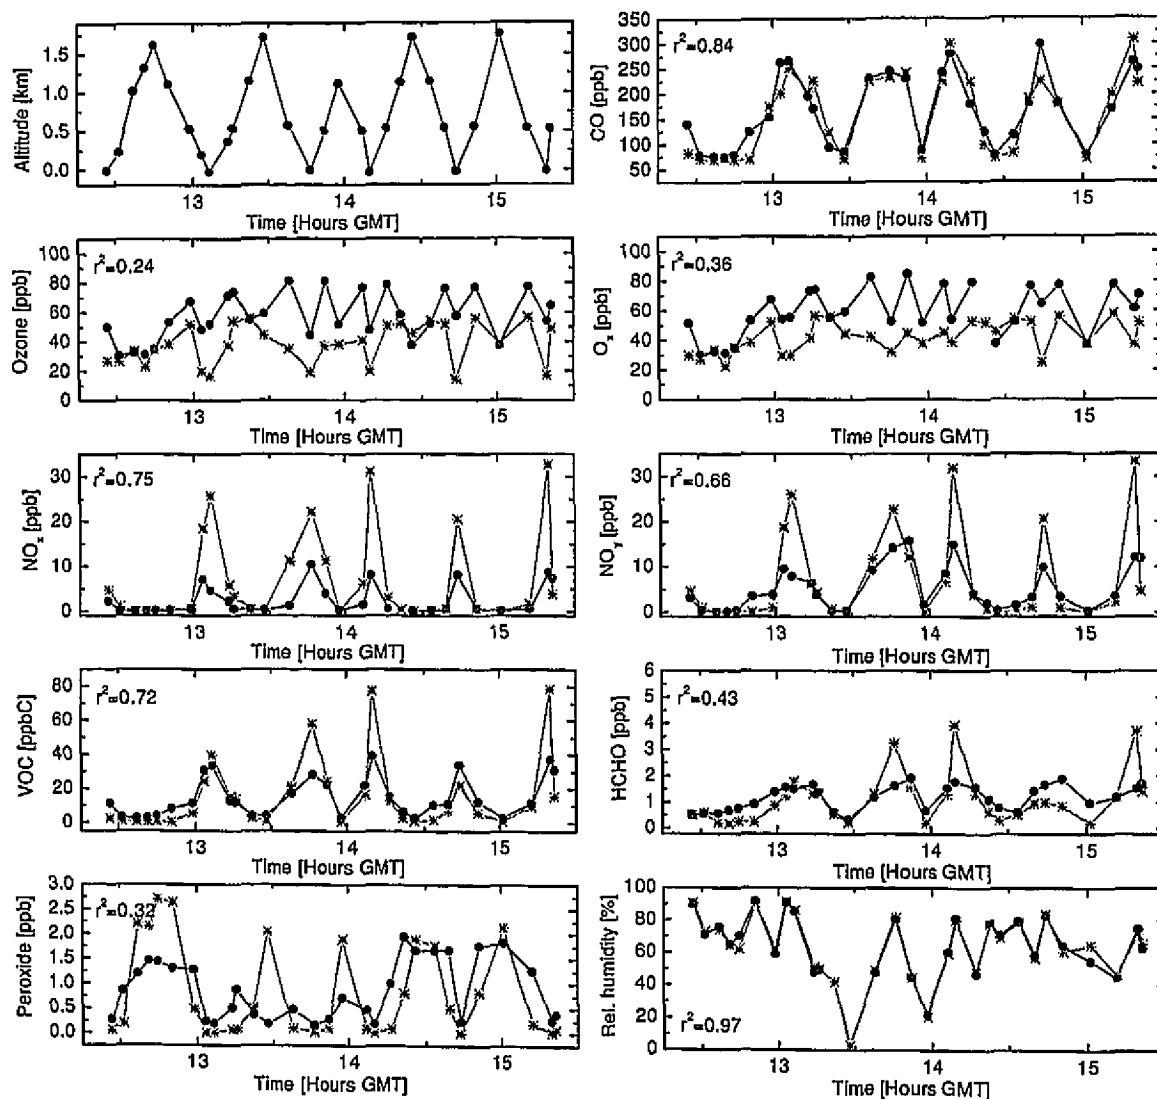 Altitude [km]
1.5
1.0
0.5
0.0
13 14 15
Time [Hours GMT]
CO [ppb]
r²=0.84
350
300
250
200
150
100
50
13 14 15
Time [Hours GMT]
Ozone [ppb]
r²=0.24
100
80
60
40
20
0
13 14 15
Time [Hours GMT]
Oₓ [ppb]
r²=0.36
100
80
60
40
20
0
13 14 15
Time [Hours GMT]
NOₓ [ppb]
r²=0.75
30
20
10
0
13 14 15
Time [Hours GMT]
NOᵧ [ppb]
r²=0.66
30
20
10
0
13 14 15
Time [Hours GMT]
VOC [ppbC]
r²=0.72
80
60
40
20
0
13 14 15
Time [Hours GMT]
HCHO [ppb]
r²=0.43
6
5
4
3
2
1
0
13 14 15
Time [Hours GMT]
Peroxide [ppb]
r²=0.32
3.0
2.5
2.0
1.5
1.0
0.5
0.0
13 14 15
Time [Hours GMT]
Rel. humidity [%]
r²=0.97
100
80
60
40
20
0
13 14 15
Time [Hours GMT]